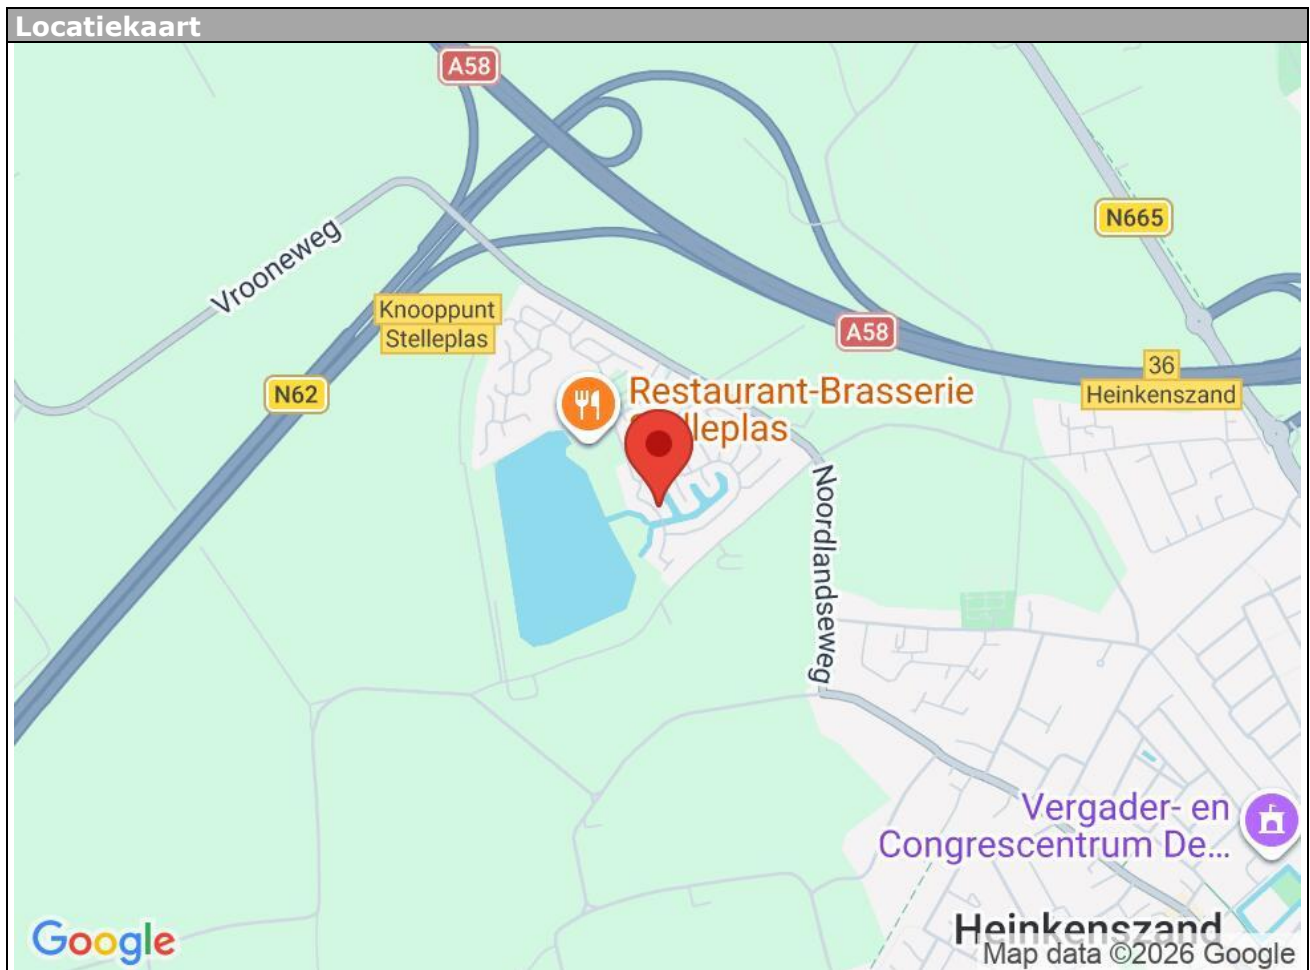 Locatiekaart
A58
N665
Vrooneweg
Knooppunt
Stelleplas
A58
36
Heinkenszand
N62
Restaurant-Brasserie
lleplas
Noordlandseweg
Vergader- en
Congrescentrum De...
Heinkenszand
Google
Map data ©2026 Google